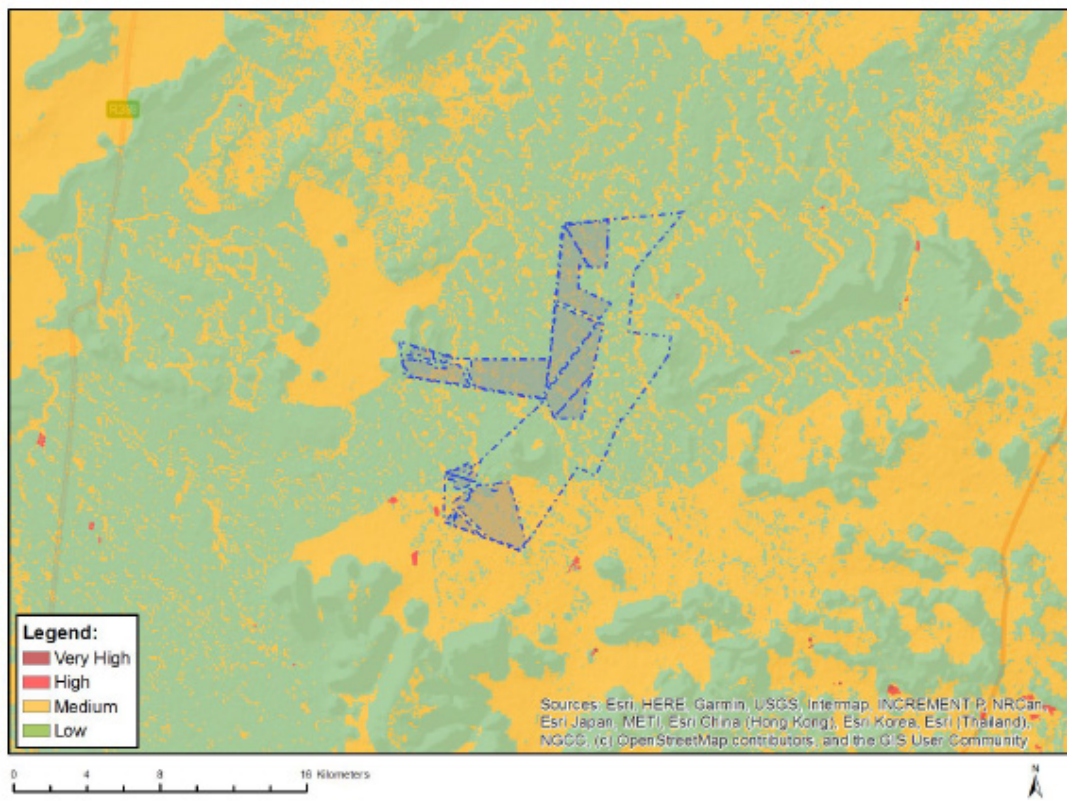 Legend:
Very High
High
Medium
Low
Sources: Esri, HERE, Garmin, USGS, Intermap, INCREMENT P, NRCan,
Esri Japan, METI, Esri China (Hong Kong), Esri Korea, Esri (Thailand),
NGCC, (c) OpenStreetMap contributors, and the GIS User Community
0 4 8 16 Kilometers
N